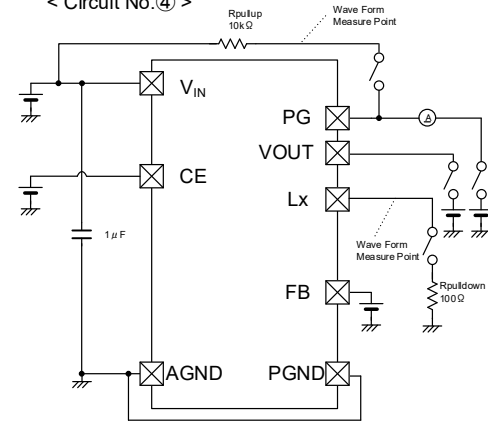 < Circuit No.④ >
Rpullup
10kΩ
Wave Form
Measure Point
VIN
PG
A
VOUT
CE
Lx
1μF
Wave Form
Measure Point
Rpulldown
100Ω
FB
AGND
PGND